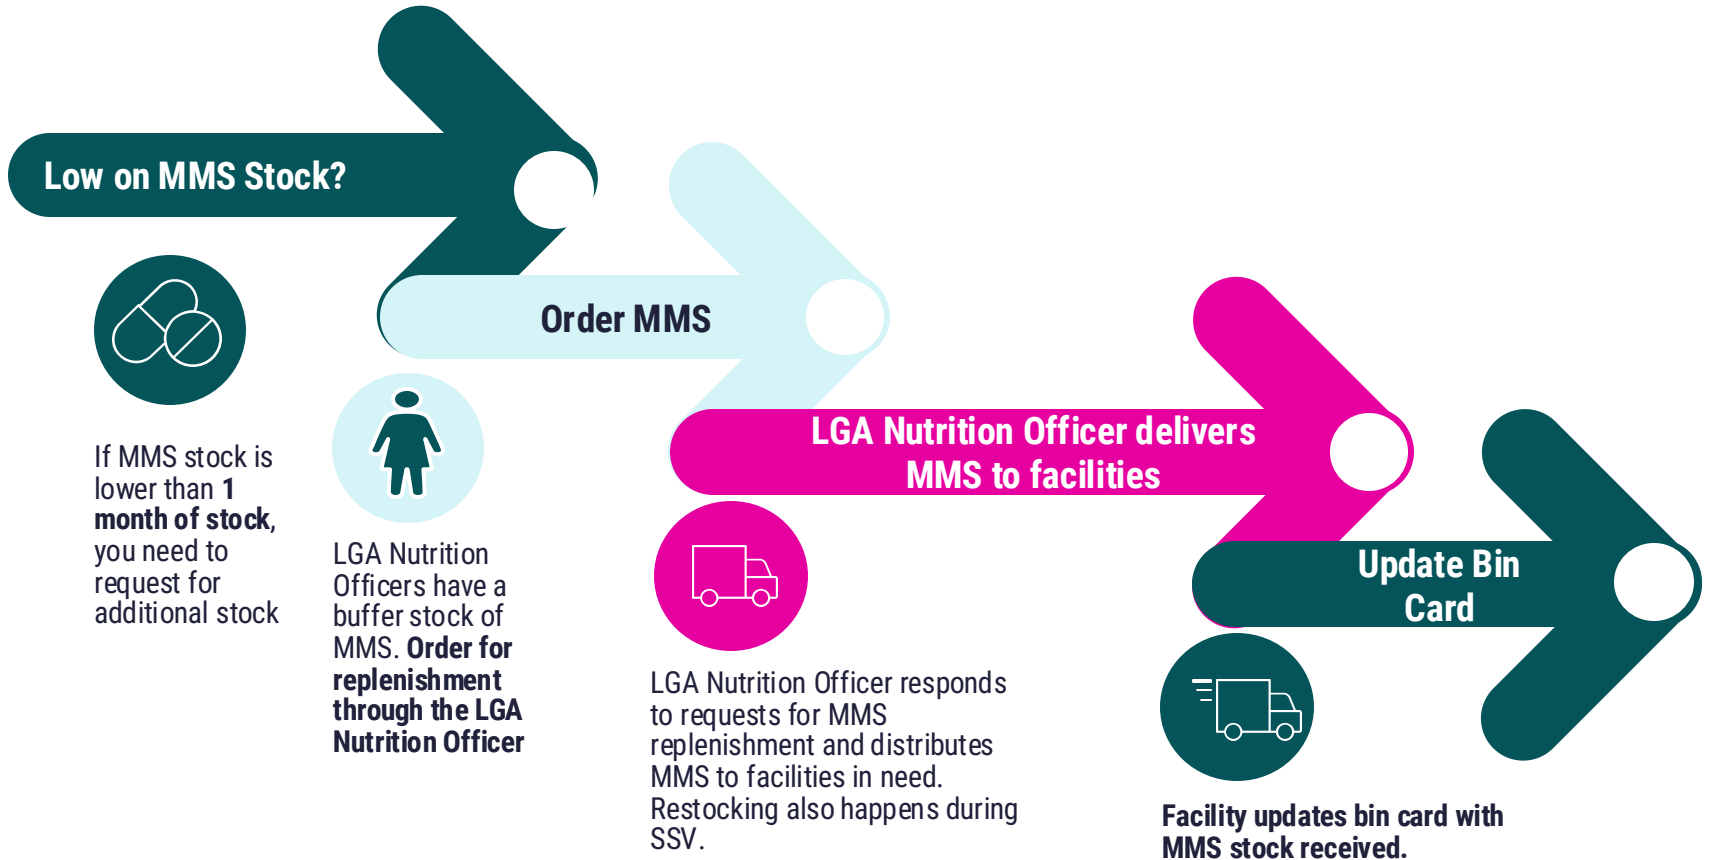 Low on MMS Stock?
If MMS stock is
lower than 1
month of stock,
you need to
request for
additional stock
Order MMS
LGA Nutrition
Officers have a
buffer stock of
MMS. Order for
replenishment
through the LGA
Nutrition Officer
LGA Nutrition Officer delivers
MMS to facilities
LGA Nutrition Officer responds
to requests for MMS
replenishment and distributes
MMS to facilities in need.
Restocking also happens during
SSV.
Update Bin
Card
Facility updates bin card with
MMS stock received.